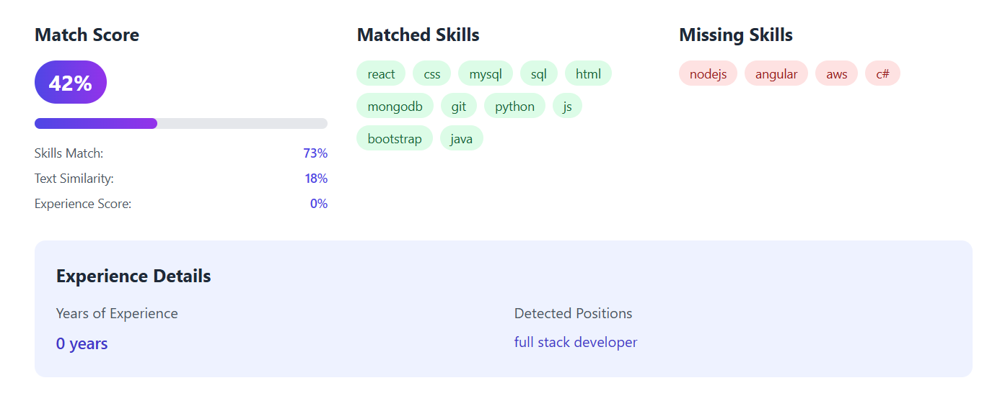 Match Score
42%
Skills Match: 73%
Text Similarity: 18%
Experience Score: 0%
Matched Skills
react css mysql sql html
mongodb git python js
bootstrap java
Missing Skills
nodejs angular aws c#
Experience Details
Years of Experience
0 years
Detected Positions
full stack developer